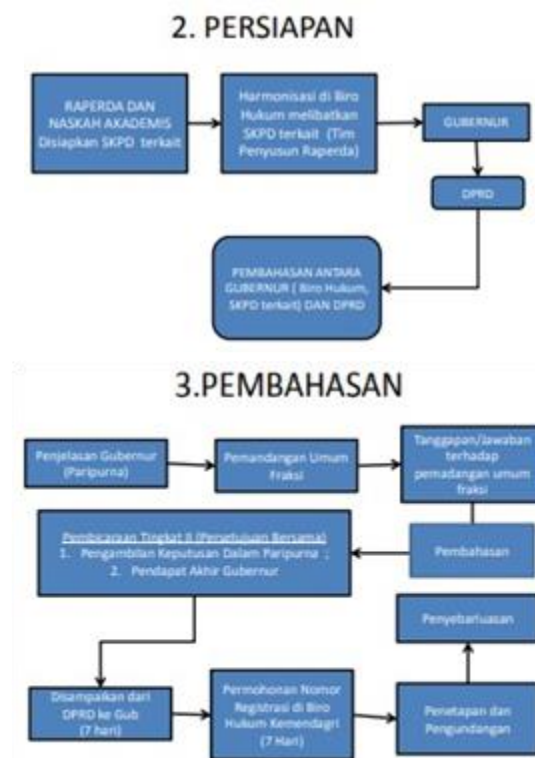 2. PERSIAPAN
RAPERDA DAN
NASKAH AKADEMIS
Disiapkan SKPD terkait
Harmonisasi di Biro
Hukum melibatkan
SKPD terkait (Tim
Penyusun Raperda)
GUBERNUR
DPRD
PEMBAHASAN ANTARA
GUBERNUR ( Biro Hukum,
SKPD terkait) DAN DPRD
3.PEMBAHASAN
Penjelasan Gubernur
(Paripurna)
Pemandangan Umum
Fraksi
Tanggapan/Jawaban
terhadap
pemadangan umum
fraksi
Pembicaraan Tingkat II (Persetujuan Bersama)
1. Pengambilan Keputusan Dalam Paripurna ;
2. Pendapat Akhir Gubernur
Pembahasan
Penyebarluasan
Disampaikan dari
DPRD ke Gub
(7 hari)
Permohonan Nomor
Registrasi di Biro
Hukum Kemendagri
(7 Hari)
Penetapan dan
Pengundangan